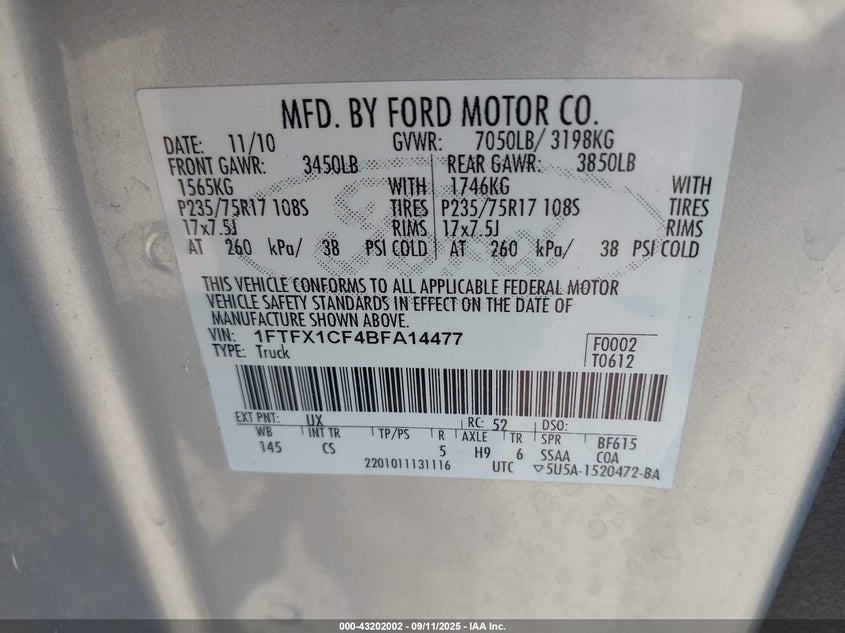 MFD. BY FORD MOTOR CO.
DATE: 11/10 GVWR: 7050LB/ 3198KG
FRONT GAWR: 3450LB REAR GAWR: 3850LB
1565KG WITH 1746KG WITH
P235/75R17 108S TIRES P235/75R17 108S TIRES
17x7.5J RIMS 17x7.5J RIMS
AT 260 kPa/ 38 PSI COLD AT 260 kPa/ 38 PSI COLD
THIS VEHICLE CONFORMS TO ALL APPLICABLE FEDERAL MOTOR
VEHICLE SAFETY STANDARDS IN EFFECT ON THE DATE OF
MANUFACTURE SHOWN ABOVE.
VIN: 1FTFX1CF4BFA14477 F0002
TYPE: Truck T0612
EXT PNT: UX RC: 52 DSO:
WB INT TR TP/PS R AXLE TR SPR BF615
145 CS 5 H9 6 SSAA COA
2201011131116 UTC ▽5U5A-1520472-BA
000-43202002 - 09/11/2025 - IAA Inc.